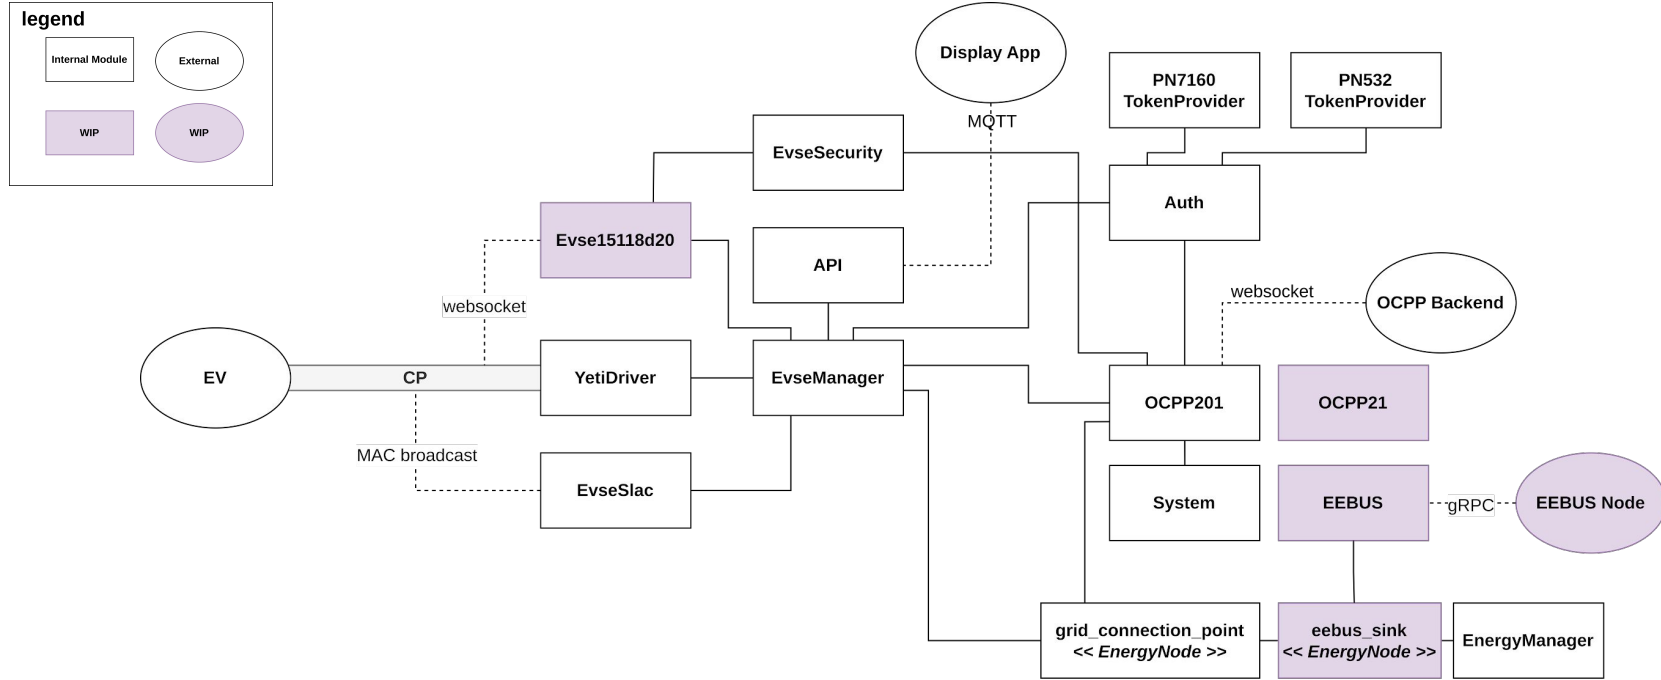 legend
Internal Module
External
WIP
WIP
Display App
MQTT
PN7160
TokenProvider
PN532
TokenProvider
EvseSecurity
Auth
Evse15118d20
API
websocket
websocket
OCPP Backend
EV
CP
YetiDriver
EvseManager
OCPP201
OCPP21
MAC broadcast
EvseSlac
System
EEBUS
gRPC
EEBUS Node
grid_connection_point
<< EnergyNode >>
eebus_sink
<< EnergyNode >>
EnergyManager